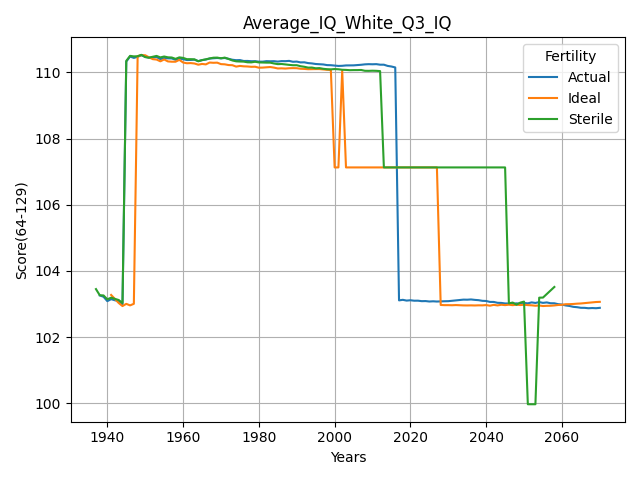 Average_IQ_White_Q3_IQ
Score(64-129)
110
108
106
104
102
100
1940
1960
1980
2000
2020
2040
2060
Years
Fertility
Actual
Ideal
Sterile